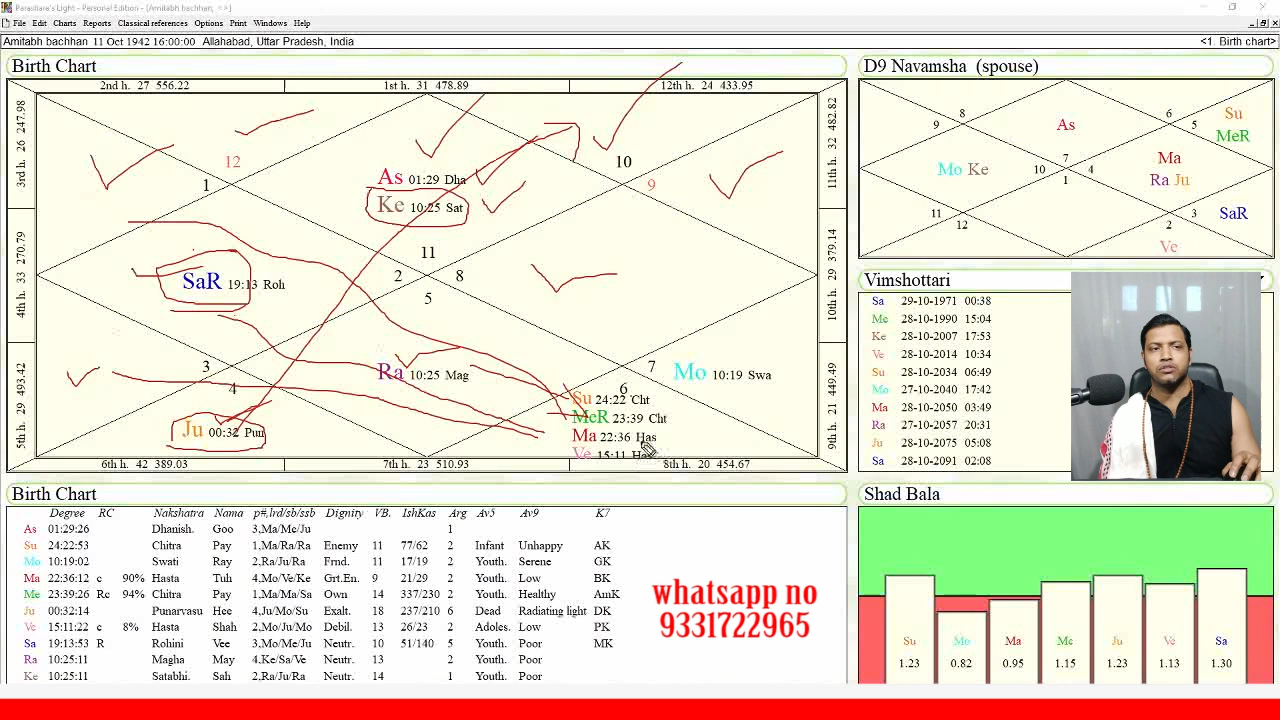 Parashara's Light - Personal Edition - [Amitabh bachhan;
File Edit Charts Reports Classical references Options Print Windows Help
Amitabh bachhan 11 Oct 1942 16:00:00 Allahabad, Uttar Pradesh, India <1. Birth chart>
Birth Chart
2nd h. 27 556.22 1st h. 31 478.89 12th h. 24 433.95
3rd h. 26 247.98
4th h. 33 270.79
5th h. 29 493.42
12
1
As 01:29 Dha
Ke 10:25 Sat
10
9
11
2 8
5
SaR 19:13 Roh
3
4
Ju 00:32 Pun
Ra 10:25 Mag
7
6
Mo 10:19 Swa
Su 24:22 Cht
MeR 23:39 Cht
Ma 22:36 Has
Ve 15:11 Has
11th h. 32 482.82
10th h. 29 379.14
9th h. 21 449.49
6th h. 42 389.03 7th h. 23 510.93 8th h. 20 454.67
D9 Navamsha (spouse)
8
9
As
6
5
Su
MeR
Mo Ke
10 7 4
1
Ma
Ra Ju
11
12
3
2
SaR
Ve
Vimshottari
Sa 29-10-1971 00:38
Me 28-10-1990 15:04
Ke 28-10-2007 17:53
Ve 28-10-2014 10:34
Su 28-10-2034 06:49
Mo 27-10-2040 17:42
Ma 28-10-2050 03:49
Ra 27-10-2057 20:31
Ju 28-10-2075 05:08
Sa 28-10-2091 02:08
Birth Chart
Degree RC Nakshatra Nama p#,lrd/sb/ssb Dignity VB. IshKas Arg Av5 Av9 K7
As 01:29:26 Dhanish. Goo 3,Ma/Me/Ju 1
Su 24:22:53 Chitra Pay 1,Ma/Ra/Ra Enemy 11 77/62 2 Infant Unhappy AK
Mo 10:19:02 Swati Ray 2,Ra/Ju/Ra Frnd. 11 17/19 2 Youth. Serene GK
Ma 22:36:12 c 90% Hasta Tuh 4,Mo/Ve/Ke Grt.En. 9 21/29 2 Youth. Low BK
Me 23:39:26 Rc 94% Chitra Pay 1,Ma/Ma/Sa Own 14 337/230 2 Youth. Healthy AmK
Ju 00:32:14 Punarvasu Hee 4,Ju/Mo/Su Exalt. 18 237/210 6 Dead Radiating light DK
Ve 15:11:22 c 8% Hasta Shah 2,Mo/Ju/Mo Debil. 13 26/23 2 Adoles. Low PK
Sa 19:13:53 R Rohini Vee 3,Mo/Me/Ju Neutr. 10 51/140 5 Youth. Poor MK
Ra 10:25:11 Magha May 4,Ke/Sa/Ve Neutr. 13 2 Youth. Poor
Ke 10:25:11 Satabhi. Sah 2,Ra/Ju/Ra Neutr. 14 1 Youth. Poor
whatsapp no
9331722965
Shad Bala
Su Mo Ma Me Ju Ve Sa
1.23 0.82 0.95 1.15 1.23 1.13 1.30